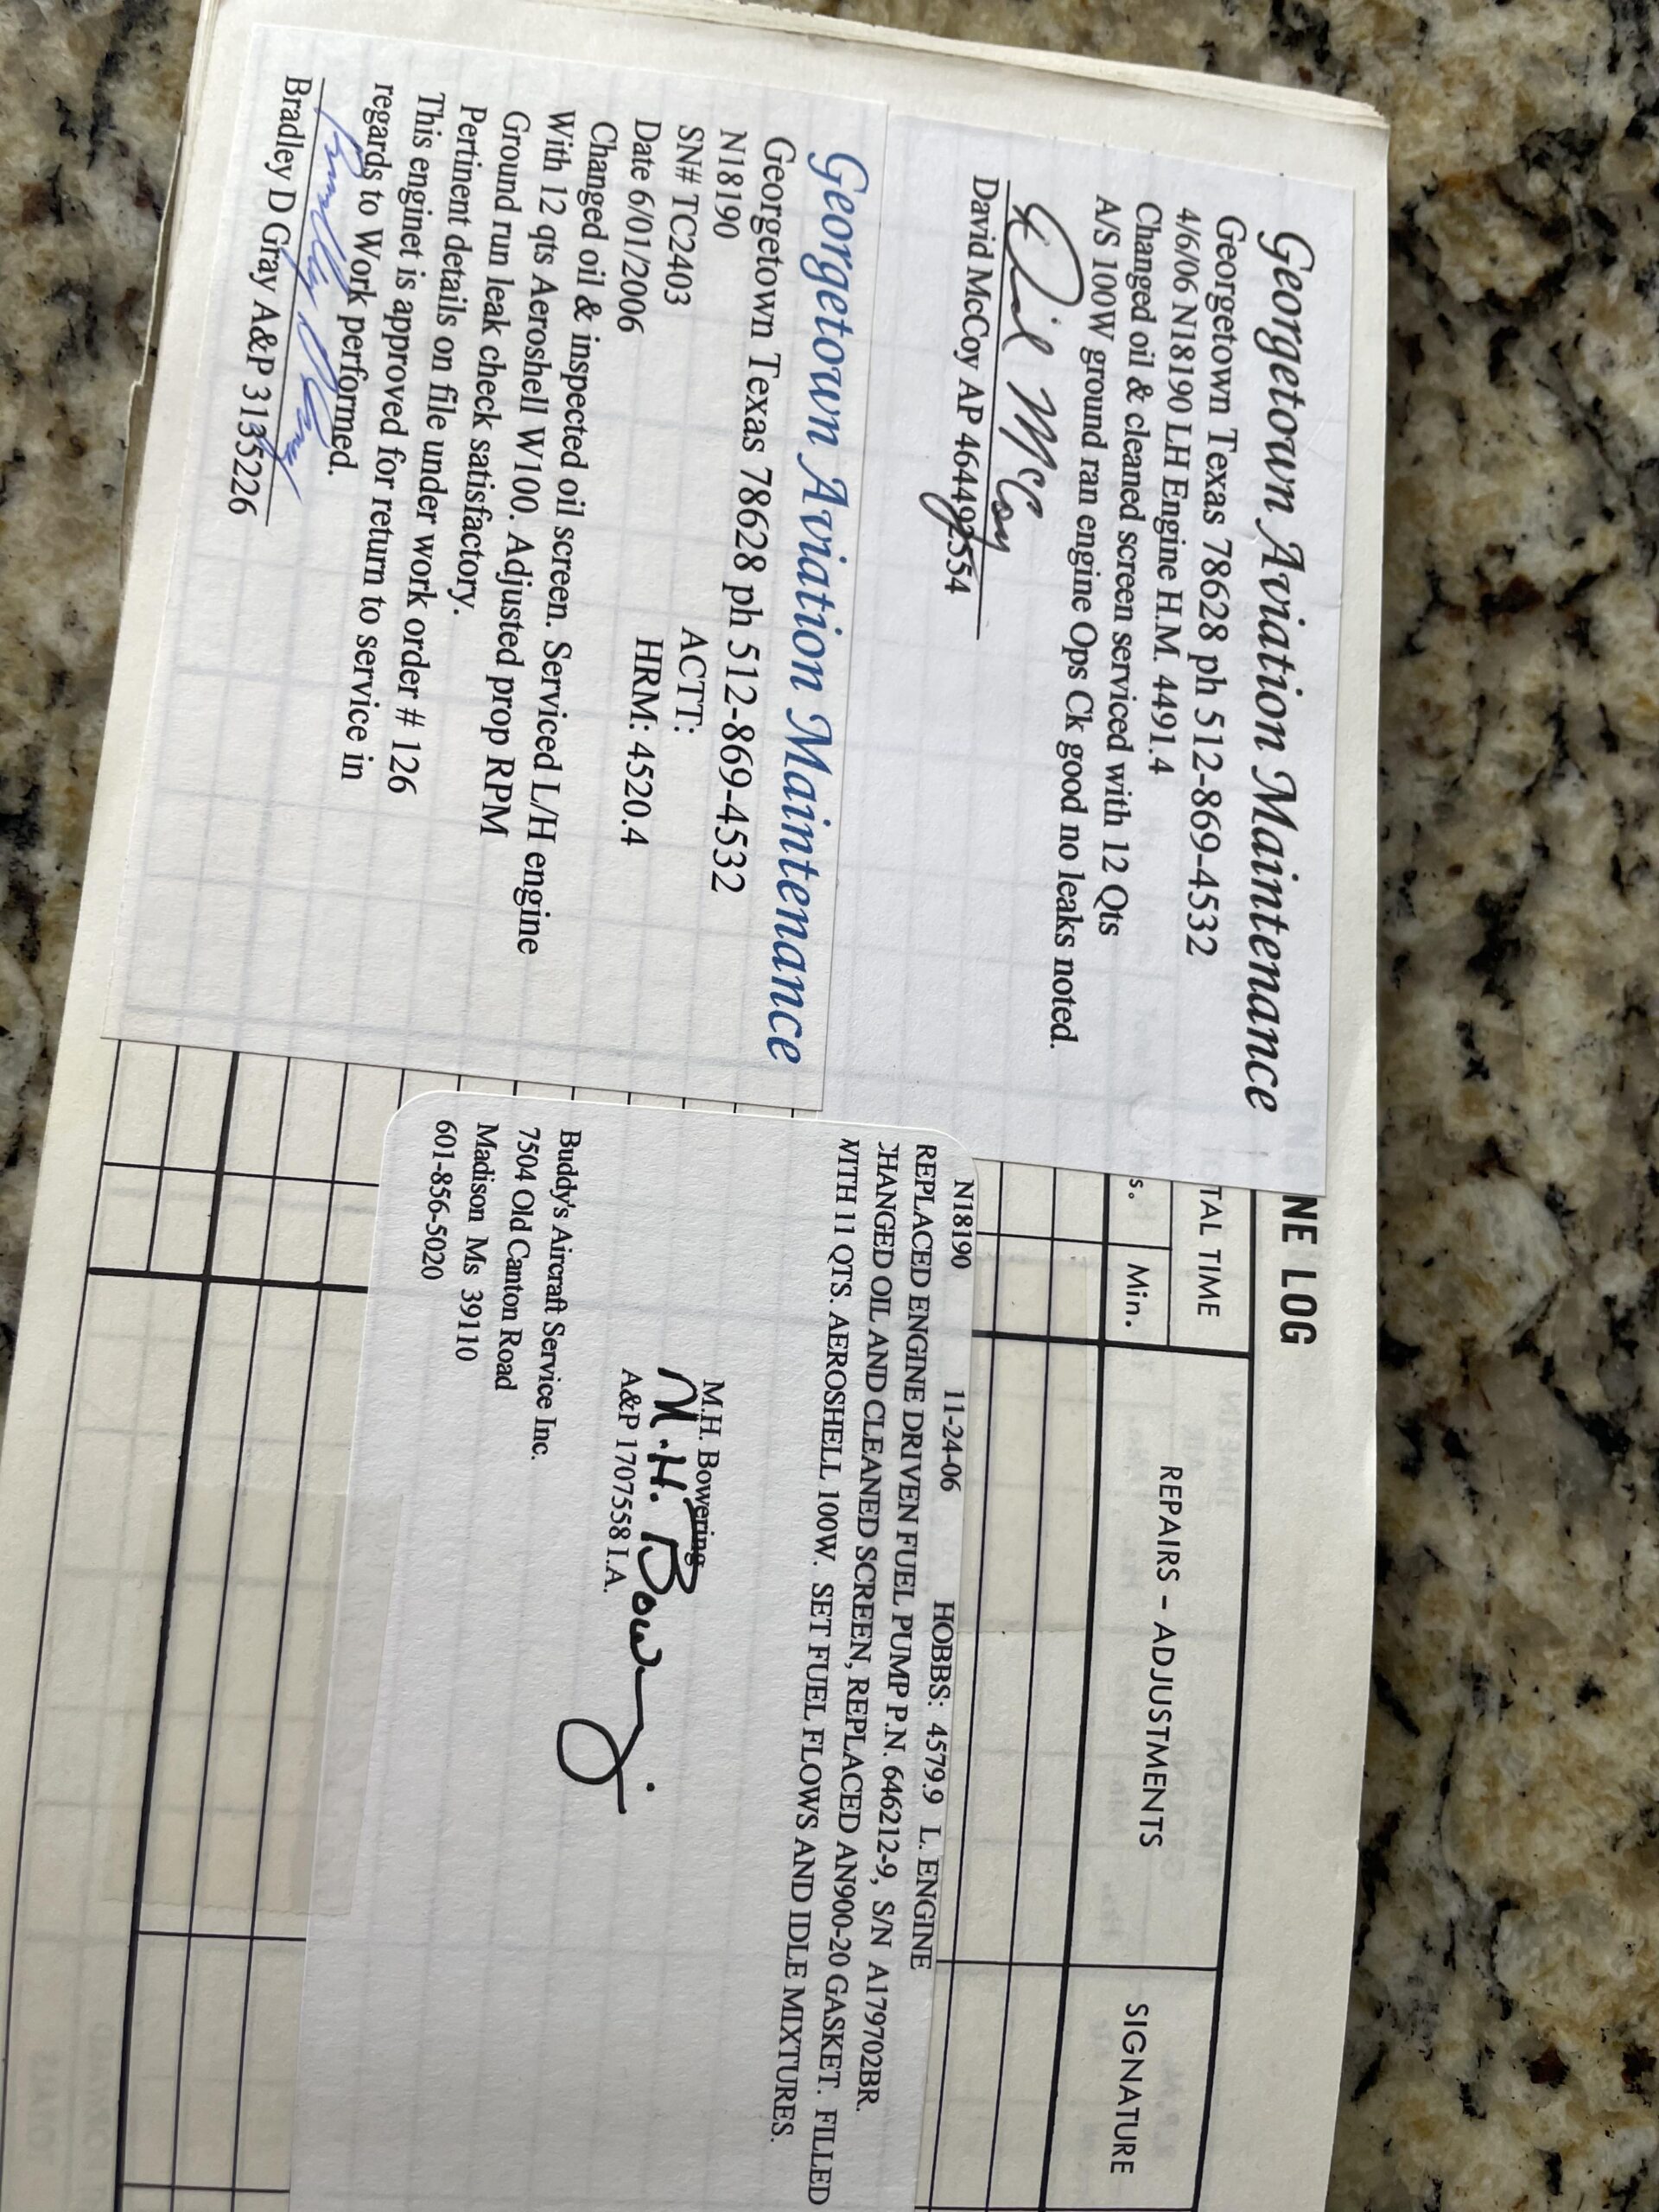 Georgetown Aviation Maintenance
Georgetown Texas 78628 ph 512-869-4532
4/6/06 N18190 LH Engine H.M. 4491.4
Changed oil & cleaned screen serviced with 12 Qts
A/S 100W ground ran engine Ops Ck good no leaks noted.
David McCoy
David McCoy AP 464492554
Georgetown Aviation Maintenance
Georgetown Texas 78628 ph 512-869-4532
N18190
SN# TC2403 ACTT:
Date 6/01/2006 HRM: 4520.4
Changed oil & inspected oil screen. Serviced L/H engine
With 12 qts Aeroshell W100. Adjusted prop RPM
Ground run leak check satisfactory.
Pertinent details on file under work order # 126
This enginet is approved for return to service in
regards to Work performed.
Bradley D Gray A&P 3135226
NE LOG
TAL TIME
s. Min.
REPAIRS - ADJUSTMENTS
SIGNATURE
N18190 11-24-06 HOBBS: 4579.9 L. ENGINE
REPLACED ENGINE DRIVEN FUEL PUMP P.N. 646212-9, S/N A179702BR.
CHANGED OIL AND CLEANED SCREEN, REPLACED AN900-20 GASKET. FILLED
WITH 11 QTS. AEROSHELL 100W. SET FUEL FLOWS AND IDLE MIXTURES.
M.H. Bowering
M.H. Bowering
A&P 1707558 I.A.
Buddy's Aircraft Service Inc.
7504 Old Canton Road
Madison Ms 39110
601-856-5020